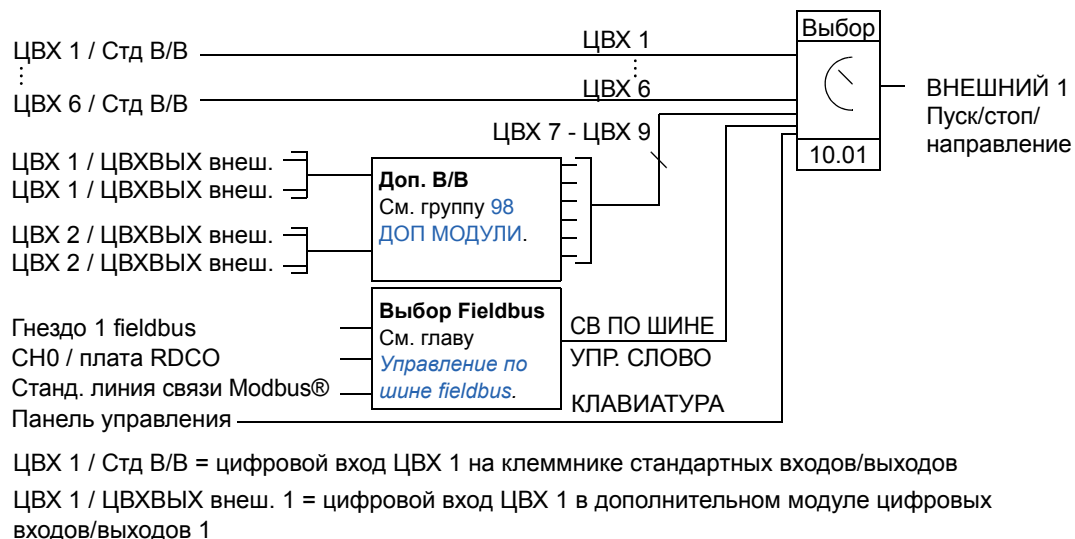 ЦВХ 1 / Стд В/В
ЦВХ 1
Выбор
ЦВХ 6 / Стд В/В
ЦВХ 6
ВНЕШНИЙ 1
Пуск/стоп/
направление
ЦВХ 7 - ЦВХ 9
10.01
ЦВХ 1 / ЦВХВЫХ внеш.
ЦВХ 1 / ЦВХВЫХ внеш.
ЦВХ 2 / ЦВХВЫХ внеш.
ЦВХ 2 / ЦВХВЫХ внеш.
Доп. В/В
См. группу 98
ДОП МОДУЛИ.
Гнездо 1 fieldbus
CH0 / плата RDCO
Станд. линия связи Modbus®
Панель управления
Выбор Fieldbus
См. главу
Управление по
шине fieldbus.
СВ ПО ШИНЕ
УПР. СЛОВО
КЛАВИАТУРА
ЦВХ 1 / Стд В/В = цифровой вход ЦВХ 1 на клеммнике стандартных входов/выходов
ЦВХ 1 / ЦВХВЫХ внеш. 1 = цифровой вход ЦВХ 1 в дополнительном модуле цифровых
входов/выходов 1